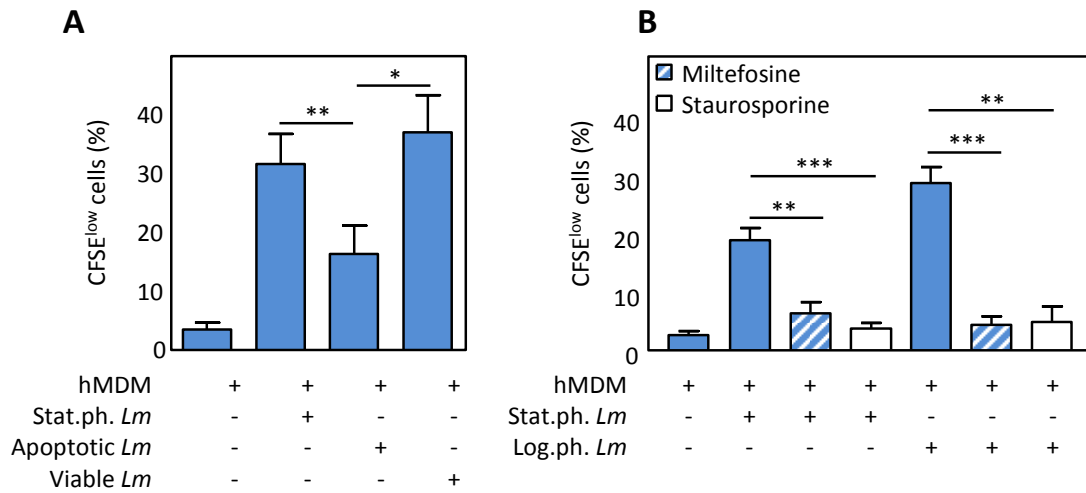 A
CFSElow cells (%)
40
30
20
10
0
**
*
hMDM + + + +
Stat.ph. Lm - + - -
Apoptotic Lm - - + -
Viable Lm - - - +
B
Miltefosine
Staurosporine
CFSElow cells (%)
40
30
20
10
0
**
***
***
**
hMDM + + + + + + +
Stat.ph. Lm - + + + - - -
Log.ph. Lm - - - - + + +